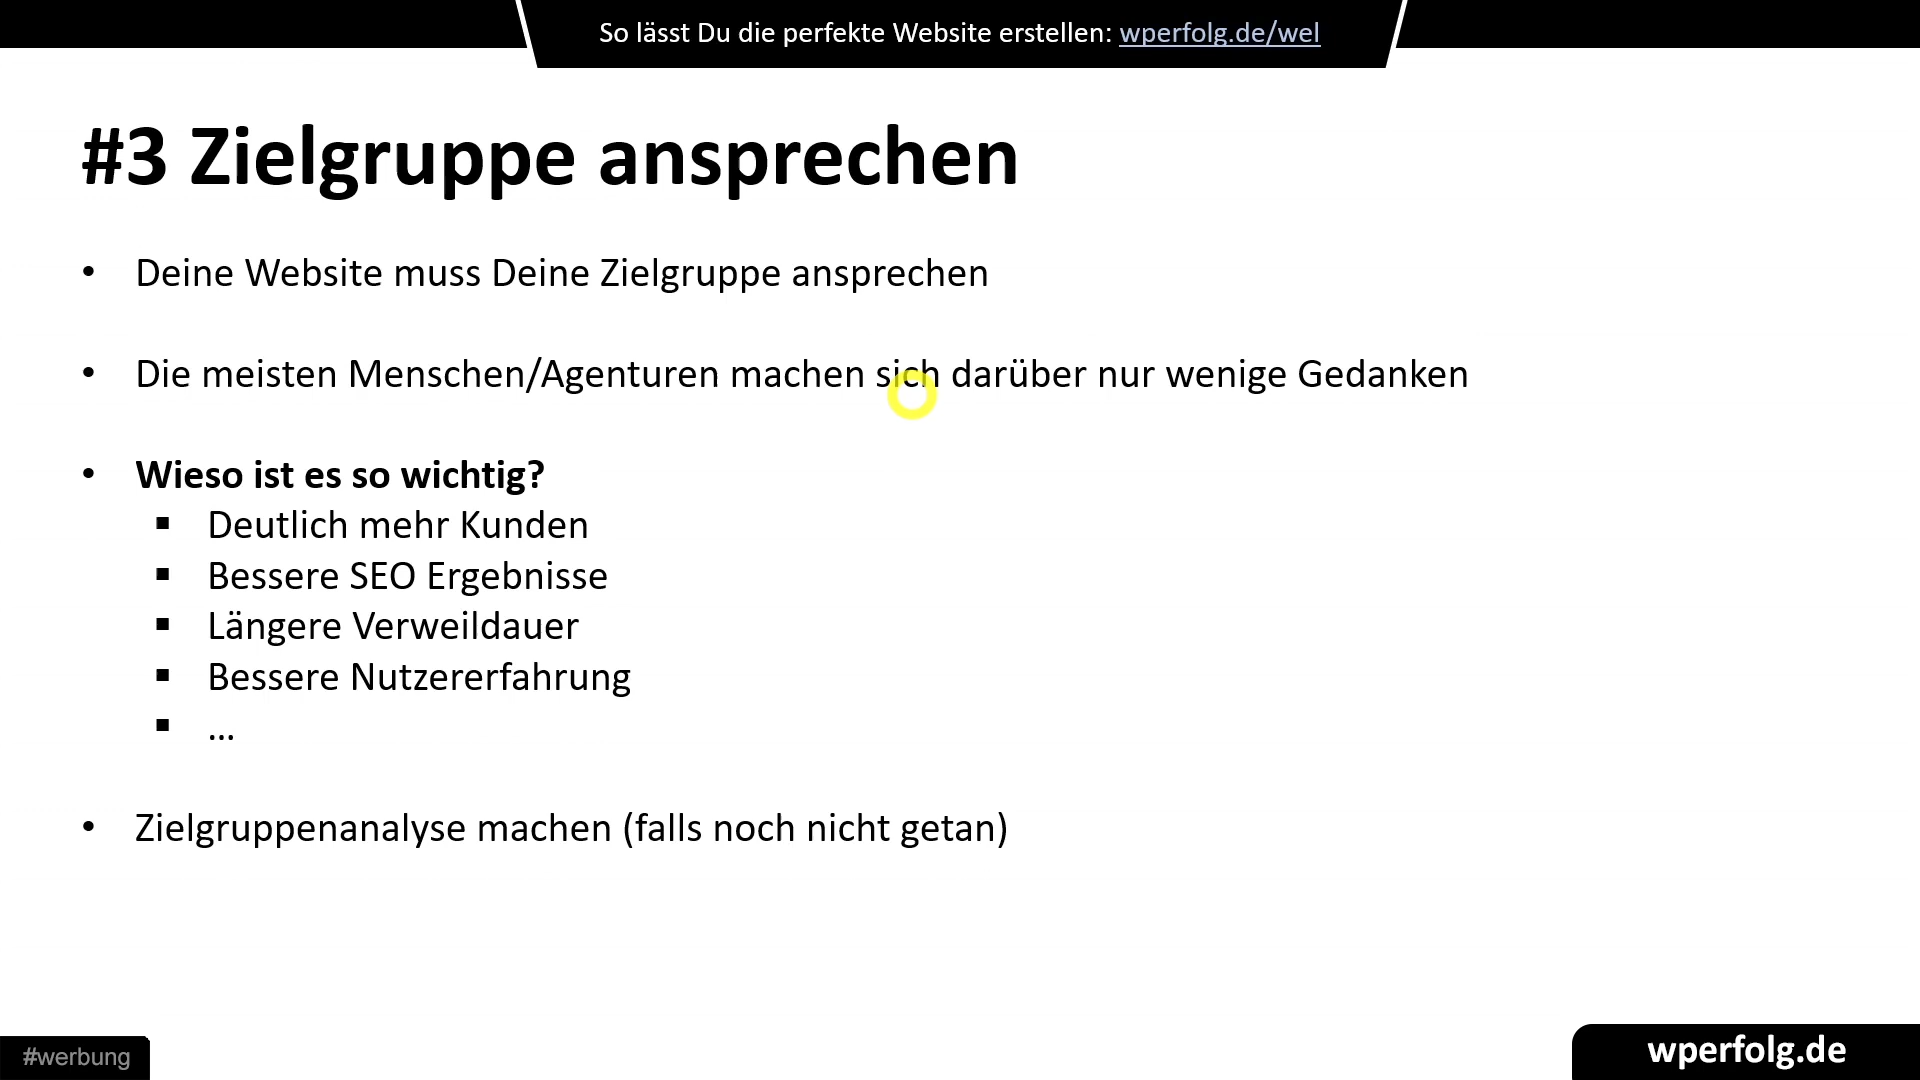 So lässt Du die perfekte Website erstellen: wperfolg.de/wel
#3 Zielgruppe ansprechen
• Deine Website muss Deine Zielgruppe ansprechen
• Die meisten Menschen/Agenturen machen sich darüber nur wenige Gedanken
• Wieso ist es so wichtig?
▪ Deutlich mehr Kunden
▪ Bessere SEO Ergebnisse
▪ Längere Verweildauer
▪ Bessere Nutzererfahrung
▪ ...
• Zielgruppenanalyse machen (falls noch nicht getan)
#werbung
wperfolg.de